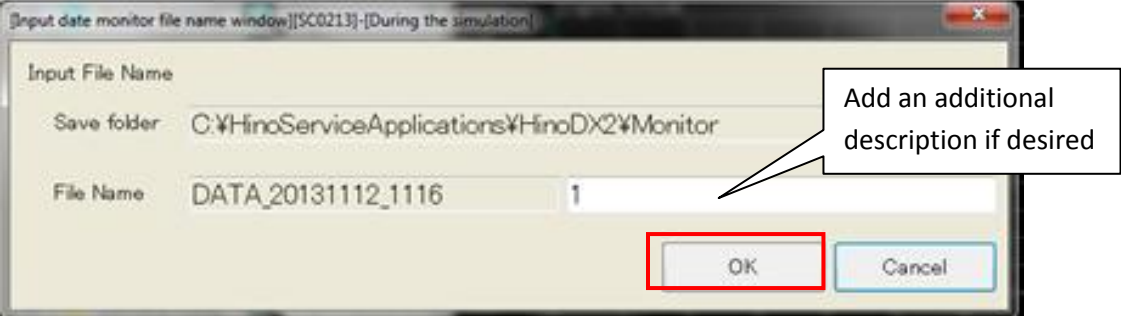 [Input date monitor file name window][SC0213]-[During the simulation]
Input File Name
Save folder C:¥HinoServiceApplications¥HinoDX2¥Monitor
File Name DATA_20131112_1116 1
Add an additional
description if desired
OK Cancel